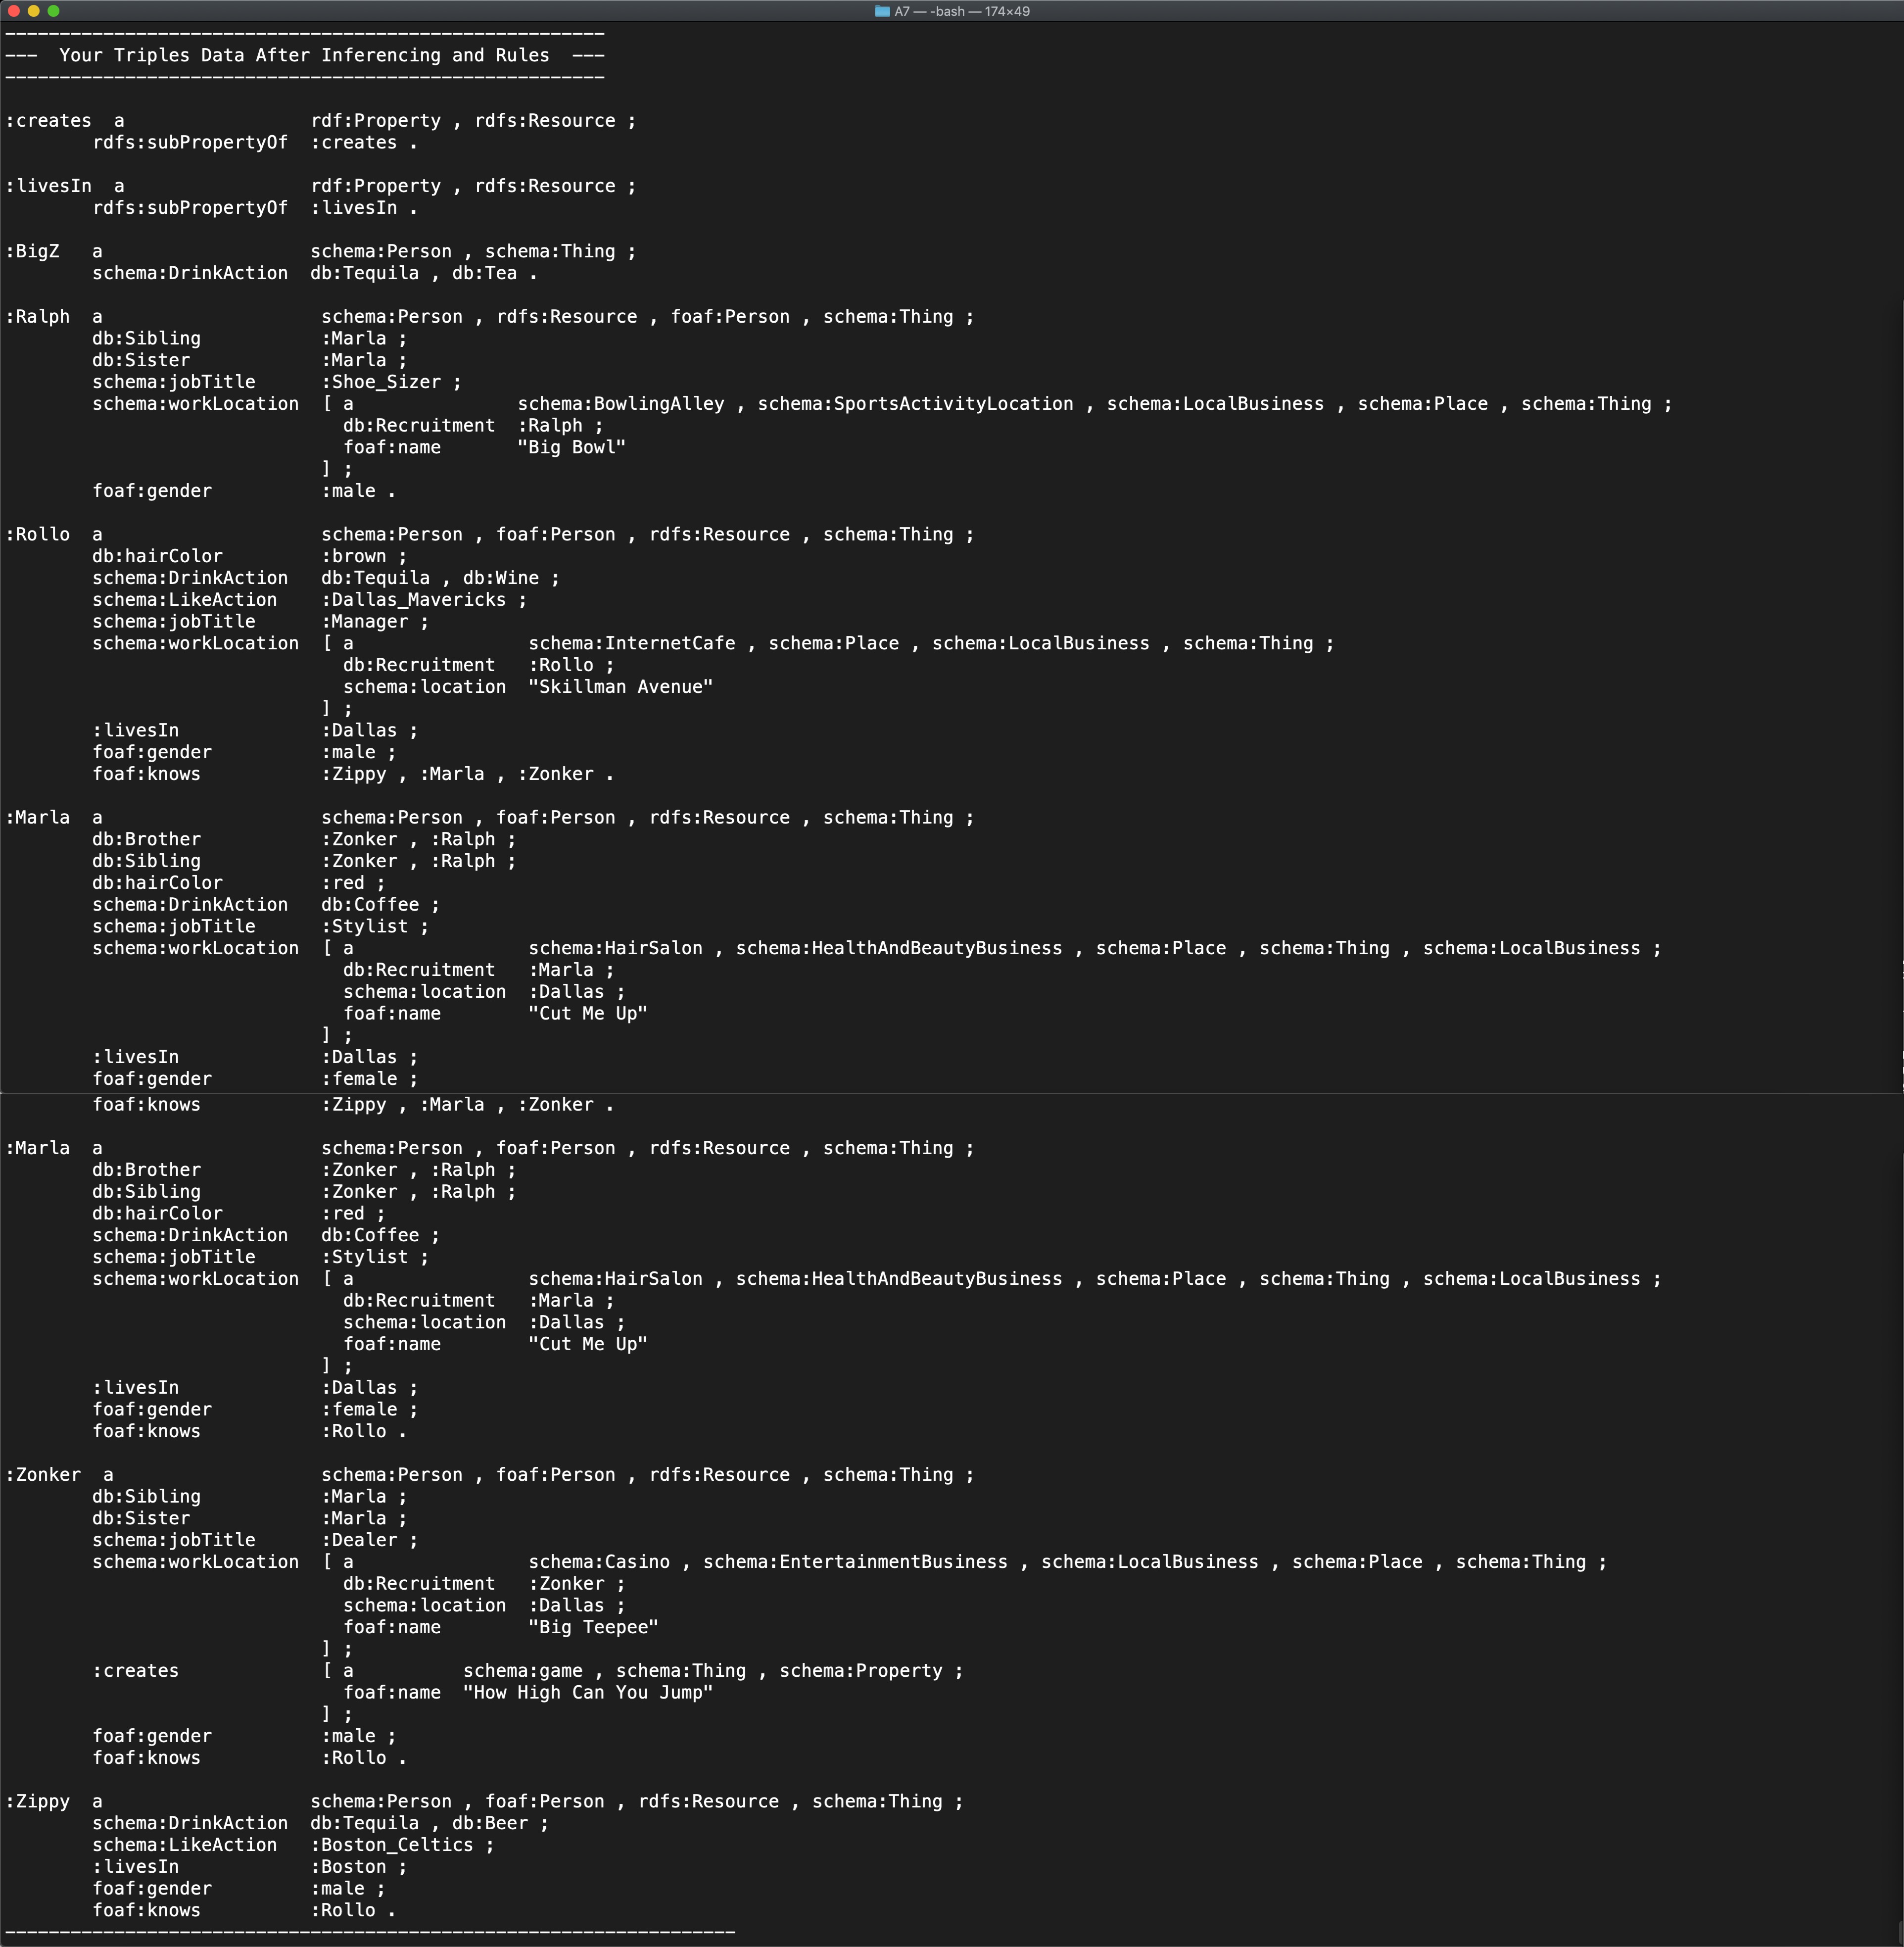 A7 — -bash — 174×49
-------------------------------------------------------
---  Your Triples Data After Inferencing and Rules  ---
-------------------------------------------------------
:creates  a                 rdf:Property , rdfs:Resource ;
        rdfs:subPropertyOf  :creates .
:livesIn  a                 rdf:Property , rdfs:Resource ;
        rdfs:subPropertyOf  :livesIn .
:BigZ   a                   schema:Person , schema:Thing ;
        schema:DrinkAction  db:Tequila , db:Tea .
:Ralph  a                    schema:Person , rdfs:Resource , foaf:Person , schema:Thing ;
        db:Sibling           :Marla ;
        db:Sister            :Marla ;
        schema:jobTitle      :Shoe_Sizer ;
        schema:workLocation  [ a               schema:BowlingAlley , schema:SportsActivityLocation , schema:LocalBusiness , schema:Place , schema:Thing ;
                               db:Recruitment  :Ralph ;
                               foaf:name       "Big Bowl"
                             ] ;
        foaf:gender          :male .
:Rollo  a                    schema:Person , foaf:Person , rdfs:Resource , schema:Thing ;
        db:hairColor         :brown ;
        schema:DrinkAction   db:Tequila , db:Wine ;
        schema:LikeAction    :Dallas_Mavericks ;
        schema:jobTitle      :Manager ;
        schema:workLocation  [ a                schema:InternetCafe , schema:Place , schema:LocalBusiness , schema:Thing ;
                               db:Recruitment   :Rollo ;
                               schema:location  "Skillman Avenue"
                             ] ;
        :livesIn             :Dallas ;
        foaf:gender          :male ;
        foaf:knows           :Zippy , :Marla , :Zonker .
:Marla  a                    schema:Person , foaf:Person , rdfs:Resource , schema:Thing ;
        db:Brother           :Zonker , :Ralph ;
        db:Sibling           :Zonker , :Ralph ;
        db:hairColor         :red ;
        schema:DrinkAction   db:Coffee ;
        schema:jobTitle      :Stylist ;
        schema:workLocation  [ a                schema:HairSalon , schema:HealthAndBeautyBusiness , schema:Place , schema:Thing , schema:LocalBusiness ;
                               db:Recruitment   :Marla ;
                               schema:location  :Dallas ;
                               foaf:name        "Cut Me Up"
                             ] ;
        :livesIn             :Dallas ;
        foaf:gender          :female ;
        foaf:knows           :Zippy , :Marla , :Zonker .
:Marla  a                    schema:Person , foaf:Person , rdfs:Resource , schema:Thing ;
        db:Brother           :Zonker , :Ralph ;
        db:Sibling           :Zonker , :Ralph ;
        db:hairColor         :red ;
        schema:DrinkAction   db:Coffee ;
        schema:jobTitle      :Stylist ;
        schema:workLocation  [ a                schema:HairSalon , schema:HealthAndBeautyBusiness , schema:Place , schema:Thing , schema:LocalBusiness ;
                               db:Recruitment   :Marla ;
                               schema:location  :Dallas ;
                               foaf:name        "Cut Me Up"
                             ] ;
        :livesIn             :Dallas ;
        foaf:gender          :female ;
        foaf:knows           :Rollo .
:Zonker  a                   schema:Person , foaf:Person , rdfs:Resource , schema:Thing ;
        db:Sibling           :Marla ;
        db:Sister            :Marla ;
        schema:jobTitle      :Dealer ;
        schema:workLocation  [ a                schema:Casino , schema:EntertainmentBusiness , schema:LocalBusiness , schema:Place , schema:Thing ;
                               db:Recruitment   :Zonker ;
                               schema:location  :Dallas ;
                               foaf:name        "Big Teepee"
                             ] ;
        :creates             [ a          schema:game , schema:Thing , schema:Property ;
                               foaf:name  "How High Can You Jump"
                             ] ;
        foaf:gender          :male ;
        foaf:knows           :Rollo .
:Zippy  a                   schema:Person , foaf:Person , rdfs:Resource , schema:Thing ;
        schema:DrinkAction  db:Tequila , db:Beer ;
        schema:LikeAction   :Boston_Celtics ;
        :livesIn            :Boston ;
        foaf:gender         :male ;
        foaf:knows          :Rollo .
-------------------------------------------------------------------